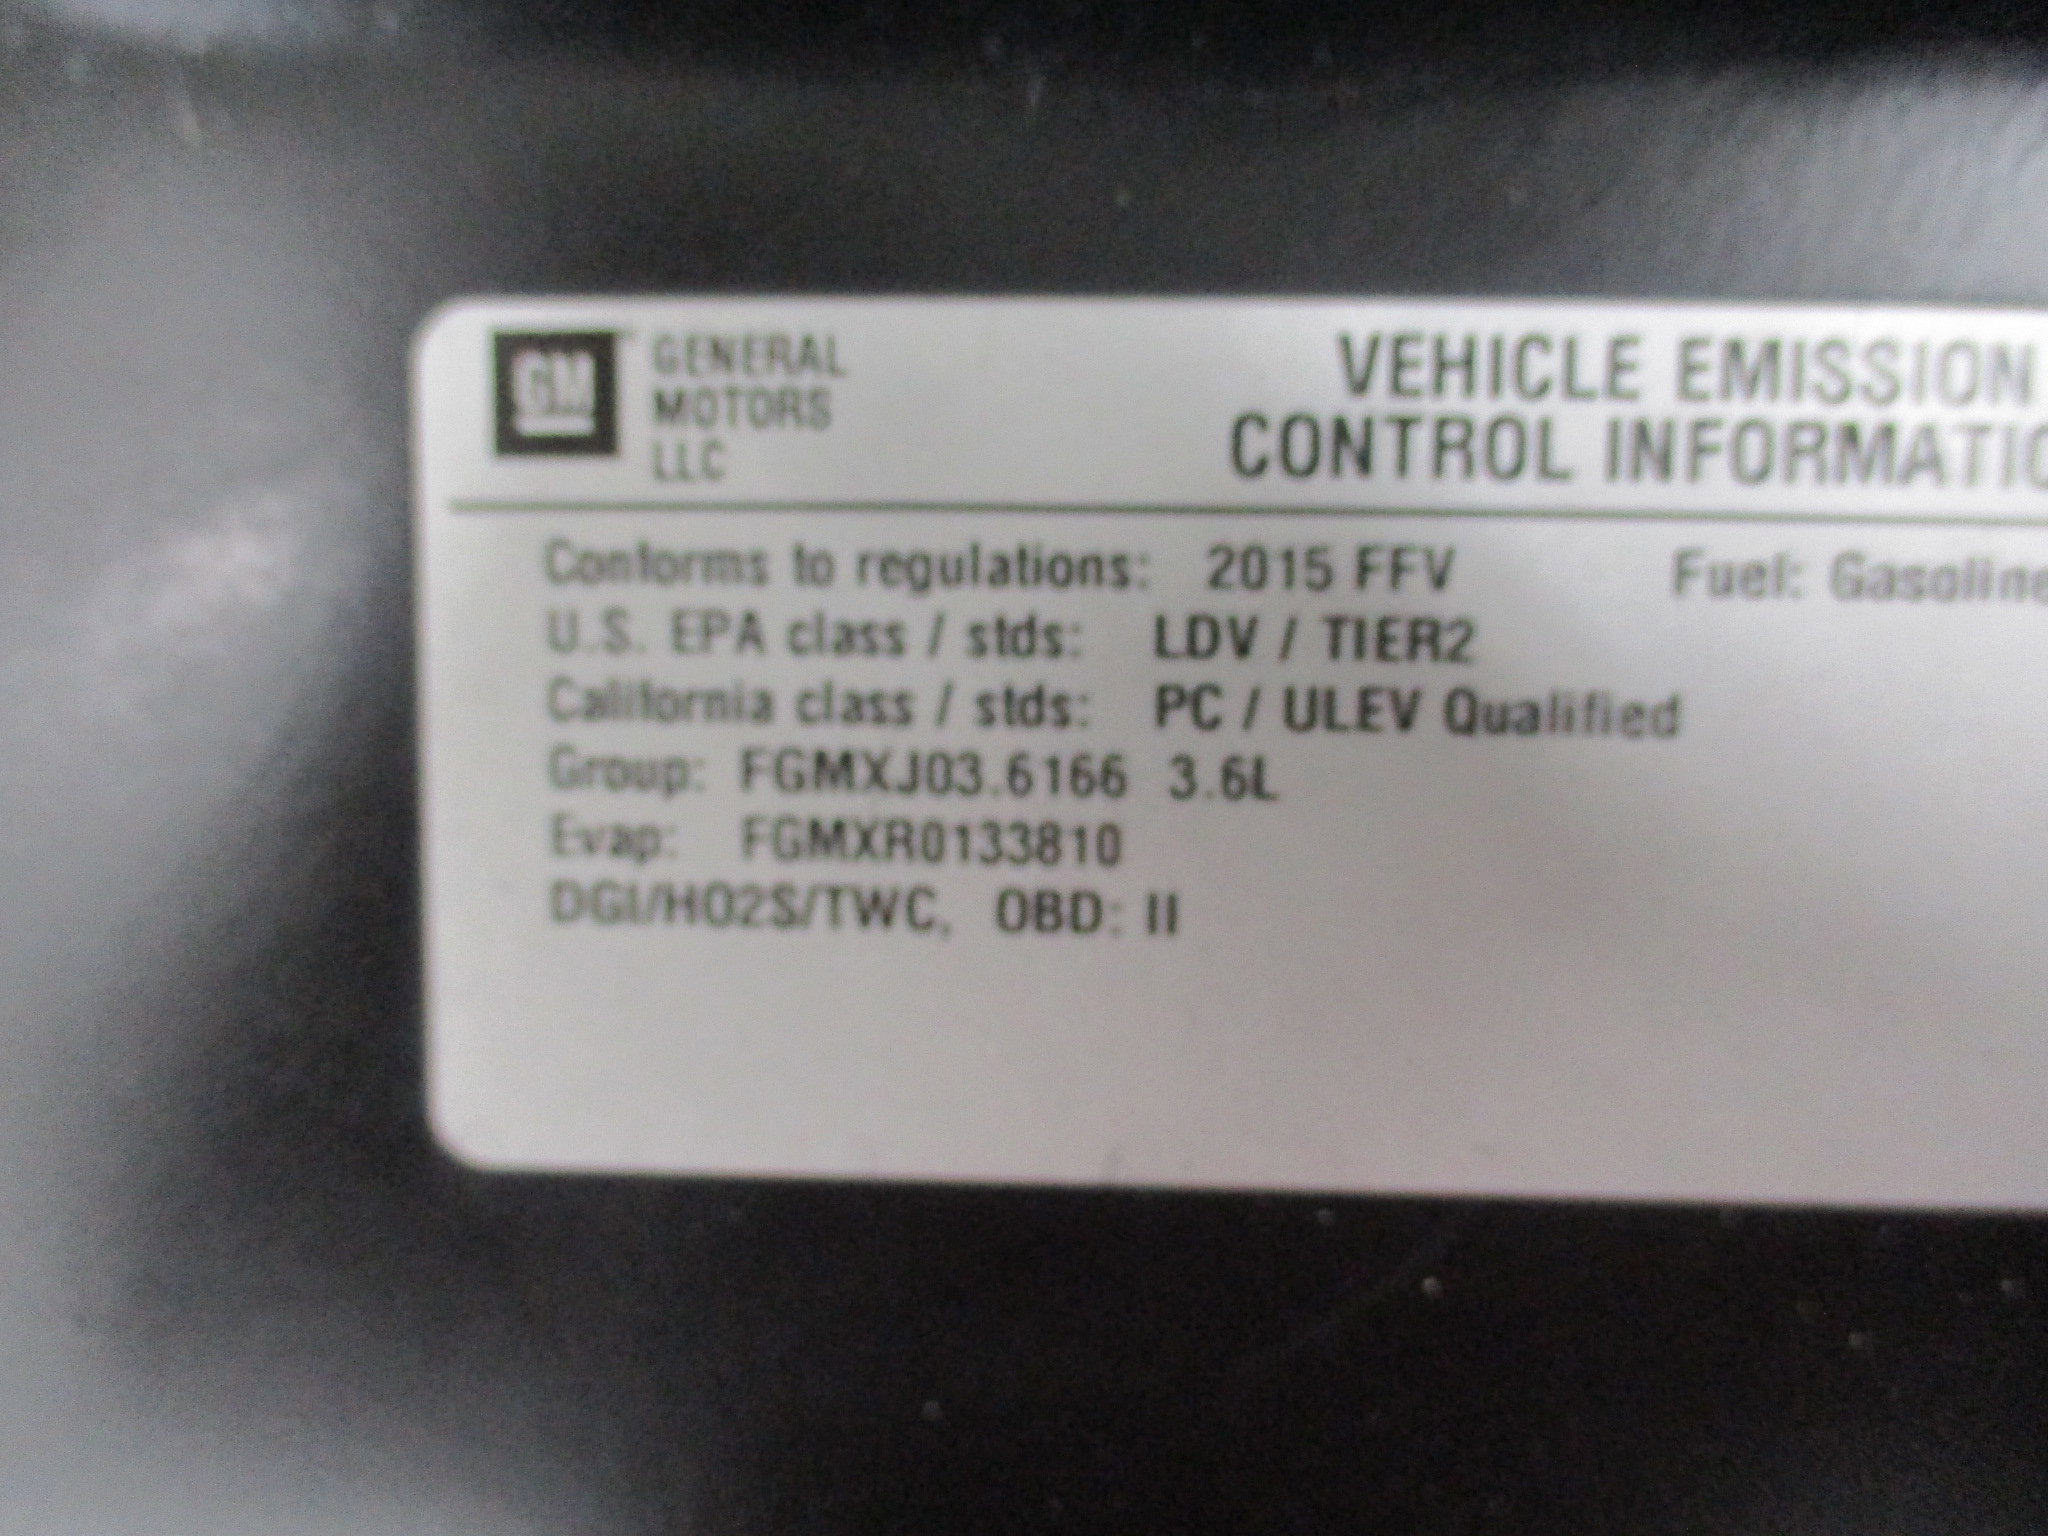 GM GENERAL
MOTORS
LLC
VEHICLE EMISSION
CONTROL INFORMATIO
Conforms to regulations: 2015 FFV Fuel: Gasoline
U.S. EPA class / stds: LDV / TIER2
California class / stds: PC / ULEV Qualified
Group: FGMXJ03.6166 3.6L
Evap: FGMXR0133810
DGI/HO2S/TWC, OBD: II